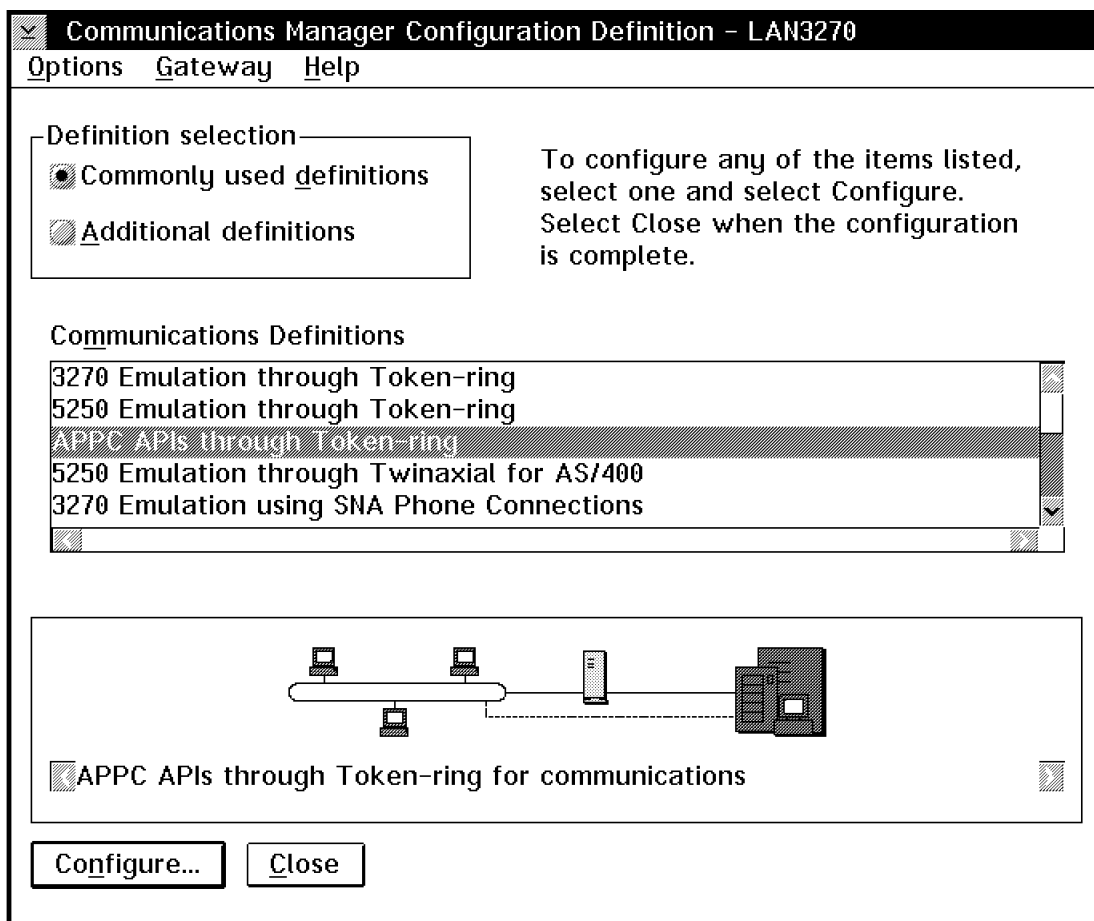 Communications Manager Configuration Definition - LAN3270
Options Gateway Help
Definition selection
Commonly used definitions
Additional definitions
To configure any of the items listed,
select one and select Configure.
Select Close when the configuration
is complete.
Communications Definitions
3270 Emulation through Token-ring
5250 Emulation through Token-ring
APPC APIs through Token-ring
5250 Emulation through Twinaxial for AS/400
3270 Emulation using SNA Phone Connections
APPC APIs through Token-ring for communications
Configure... Close